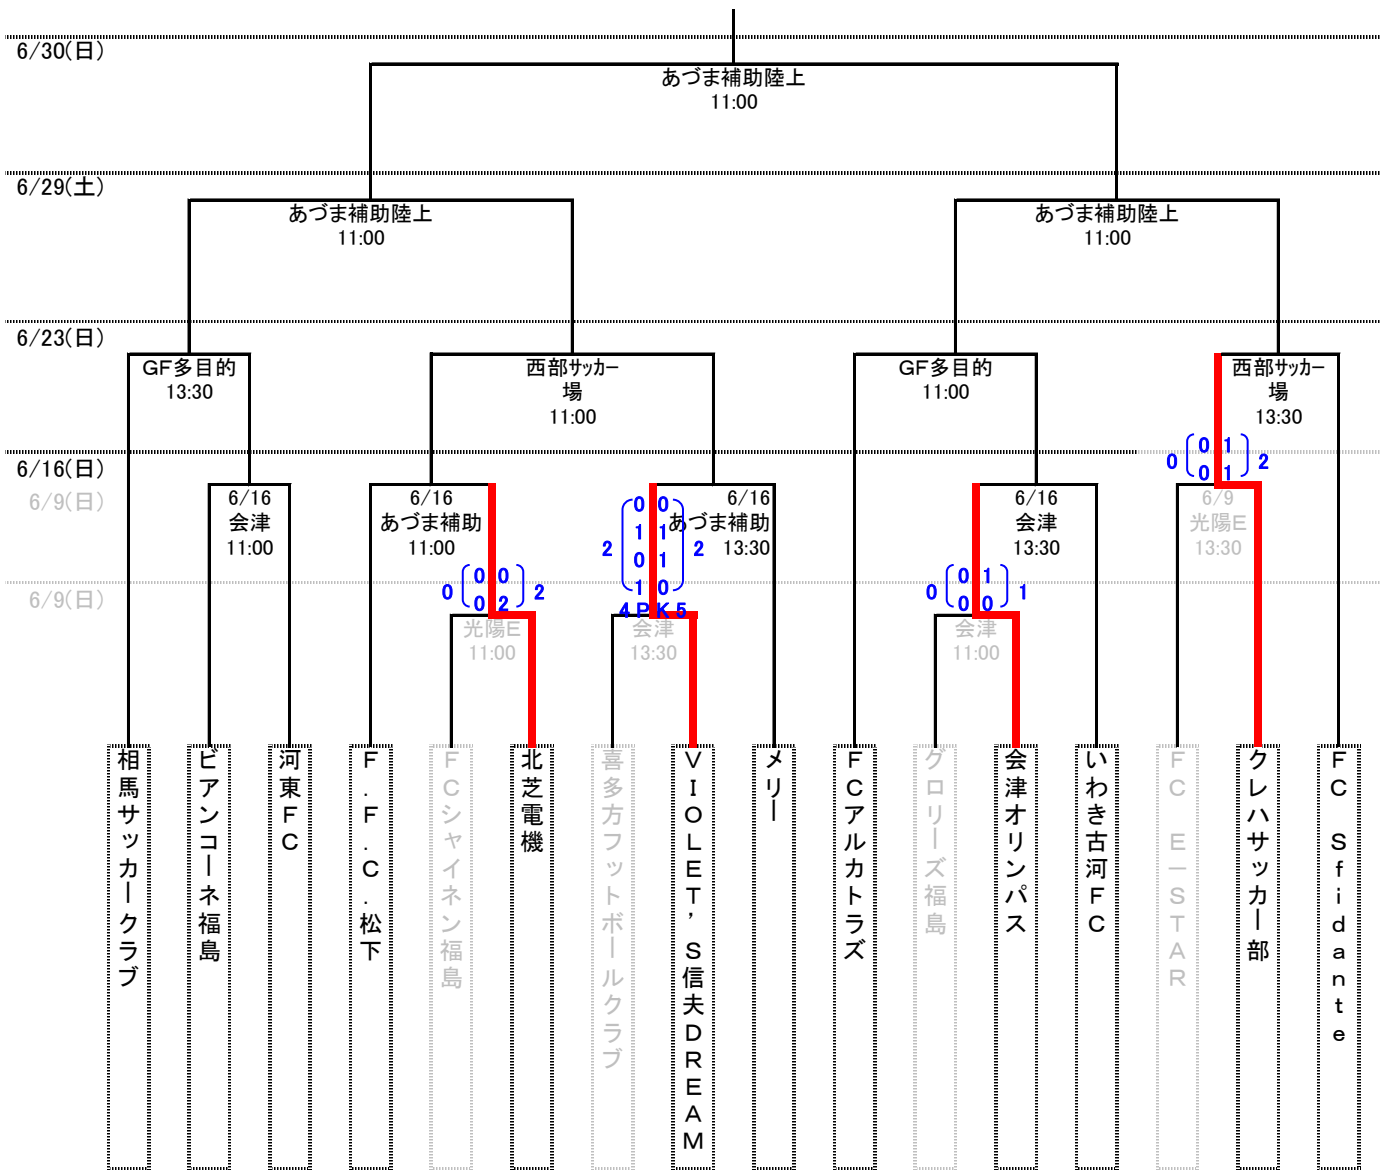 6/30(日)
あづま補助陸上
11:00
6/29(土)
あづま補助陸上
11:00
あづま補助陸上
11:00
6/23(日)
GF多目的
13:30
西部サッカー
場
11:00
GF多目的
11:00
西部サッカー
場
13:30
0 0 1 2
0 1
6/16(日)
6/9(日)
6/16
会津
11:00
6/16
あづま補助
11:00
6/16
あづま補助
13:30
6/16
会津
13:30
6/9
光陽E
13:30
0 0
1 1
2 0 1 2
1 0
4 PK 5
0 0 0 2
0 2
0 0 1 1
0 0
6/9(日)
光陽E
11:00
会津
13:30
会津
11:00
相馬サッカークラブ
ビアンコーネ福島
河東FC
F.F.C.松下
FCシャイネン福島
北芝電機
喜多方フットボールクラブ
VIOLET'S信夫DREAM
メリー
FCアルカトラズ
グロリーズ福島
会津オリンパス
いわき古河FC
FC E-STAR
クレハサッカー部
FC Sfidante